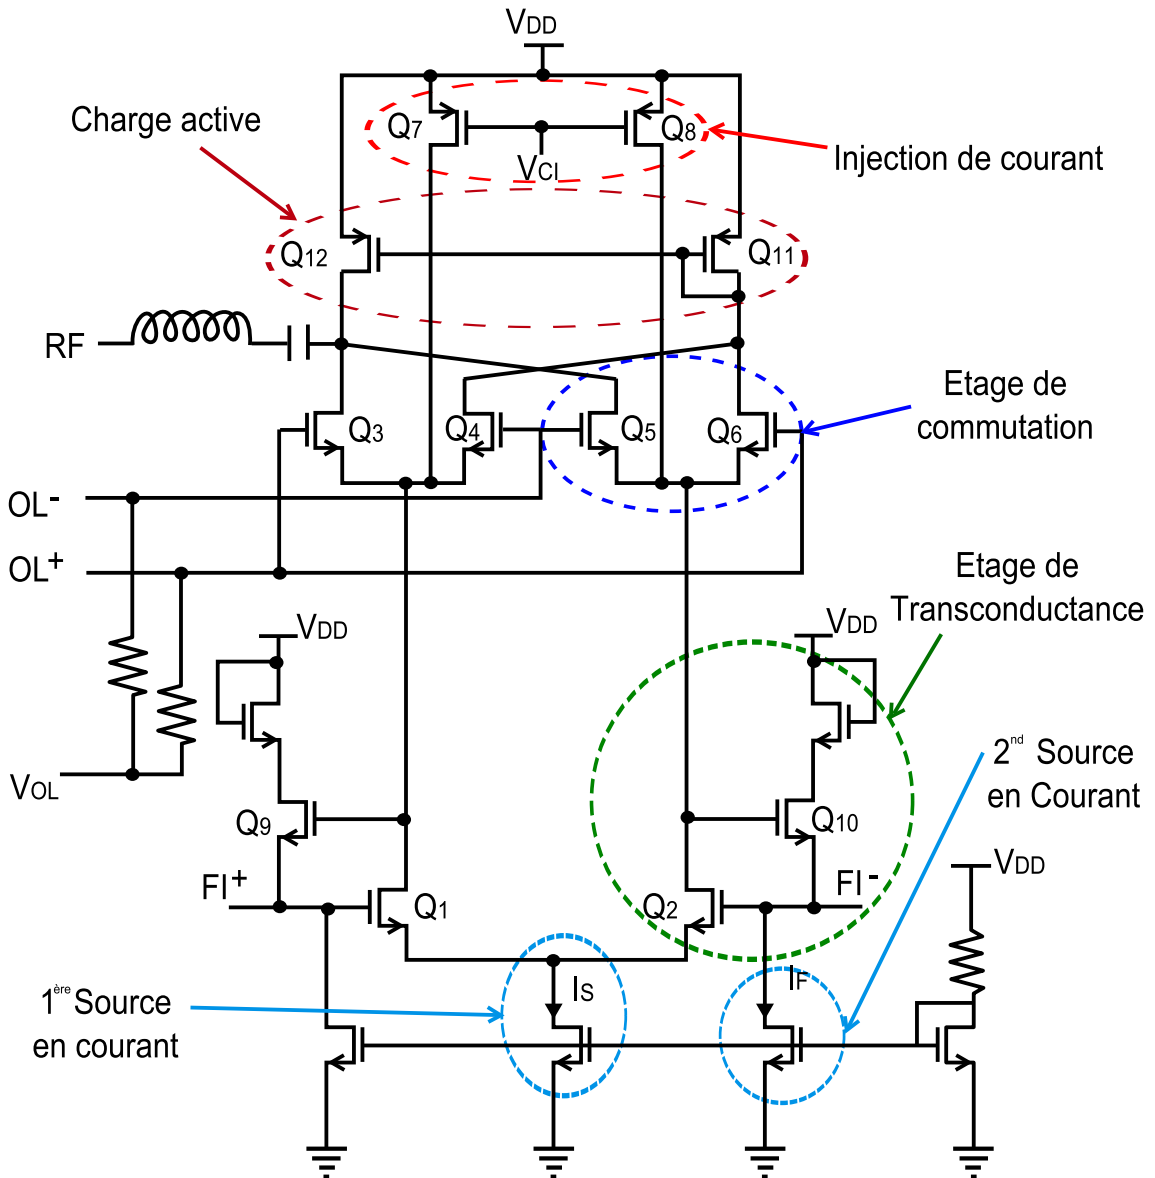 VDD
Charge active
Q7
Q8
VCI
Injection de courant
Q12
Q11
RF
Q3
Q4
Q5
Q6
Etage de
commutation
OL-
OL+
Etage de
Transconductance
VDD
VDD
VOL
2nd Source
en Courant
Q9
Q10
VDD
FI+
FI-
Q1
Q2
1ère Source
en courant
IS
IF